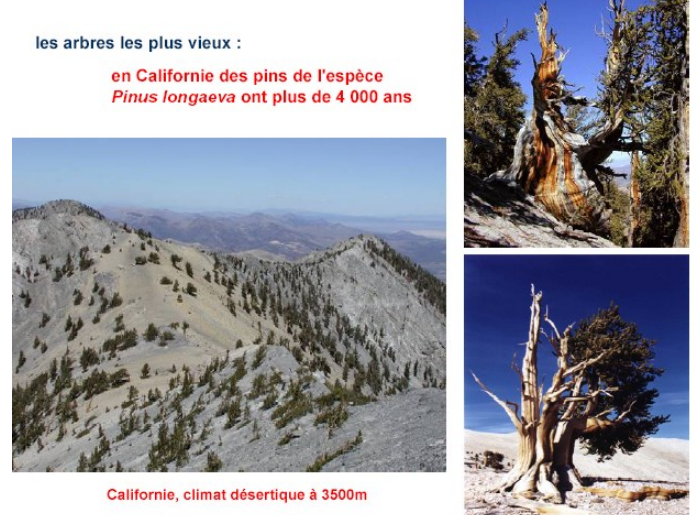 les arbres les plus vieux :
en Californie des pins de l'espèce
Pinus longaeva ont plus de 4 000 ans
Californie, climat désertique à 3500m